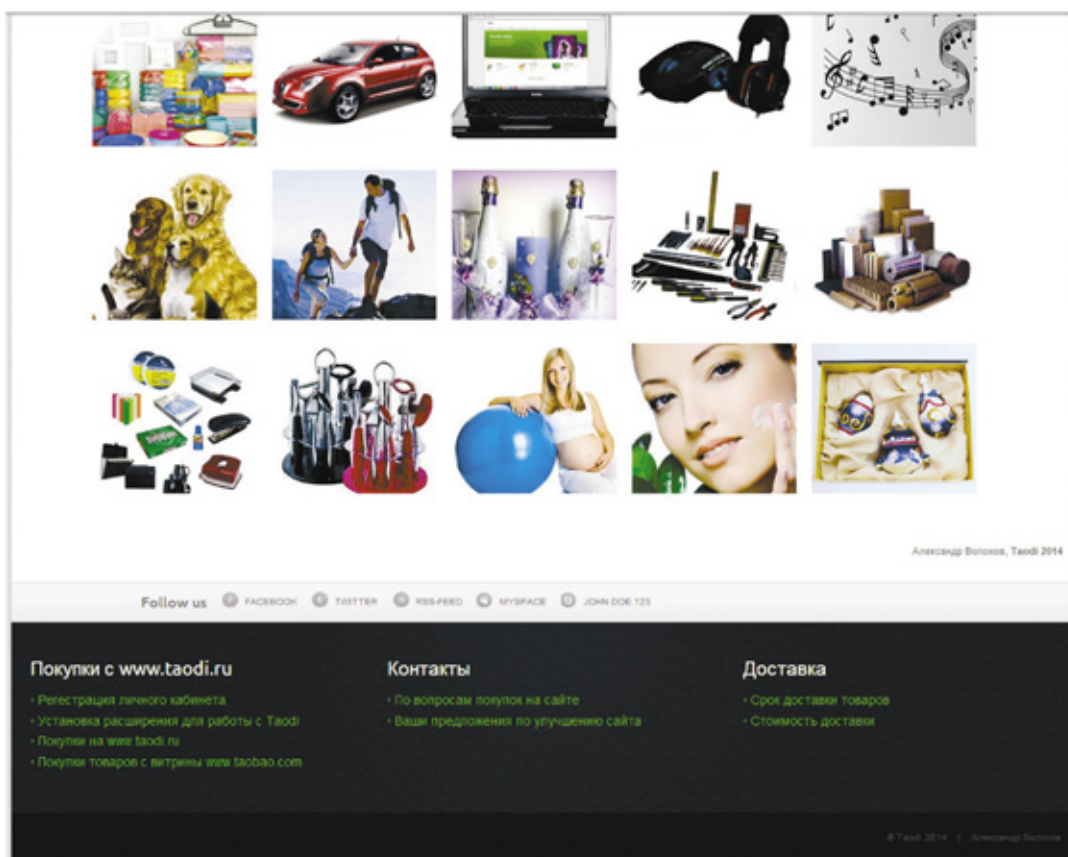 Александр Волохов, Taodi 2014
Follow us FACEBOOK TWITTER RSS-FEED MYSPACE JOHN.DOE.123
Покупки с www.taodi.ru
• Регестрация личного кабинета
• Установка расширения для работы с Taodi
• Покупки на www.taodi.ru
• Покупки товаров с витрины www.taobao.com
Контакты
• По вопросам покупок на сайте
• Ваши предложения по улучшению сайта
Доставка
• Срок доставки товаров
• Стоимость доставки
© Taodi 2014 | Александр Волохов